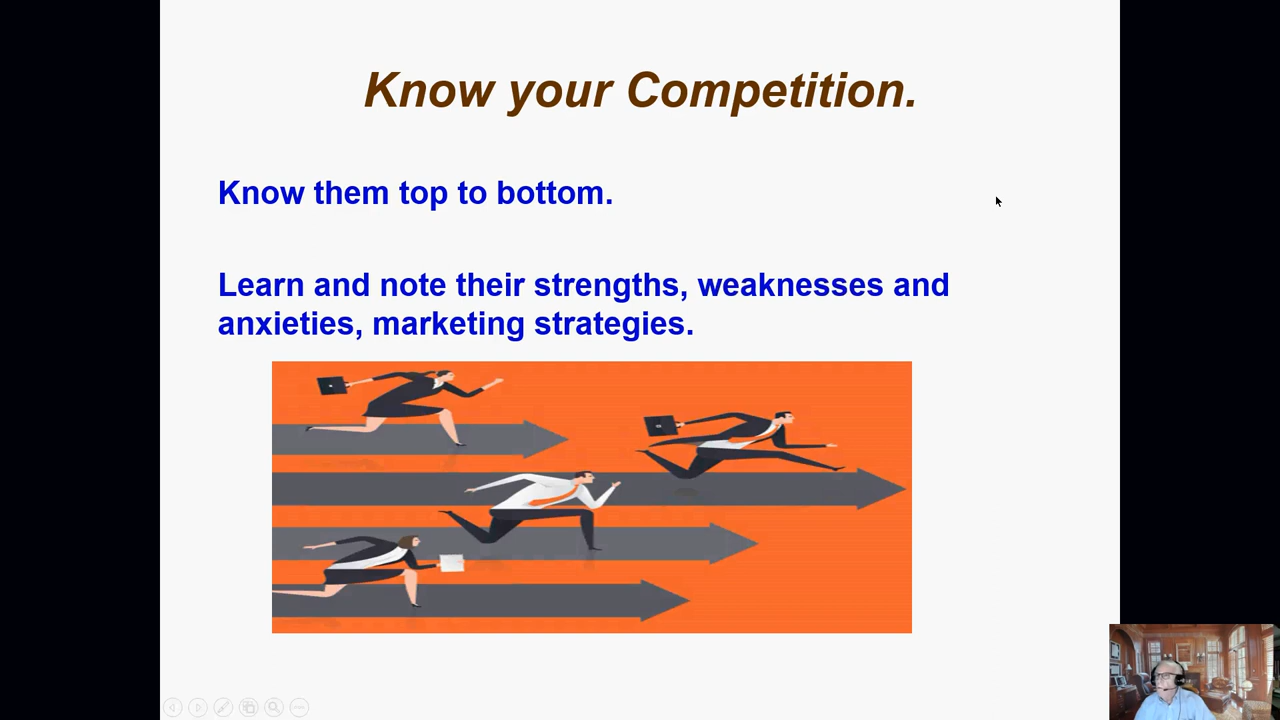 Know your Competition.
Know them top to bottom.
Learn and note their strengths, weaknesses and
anxieties, marketing strategies.